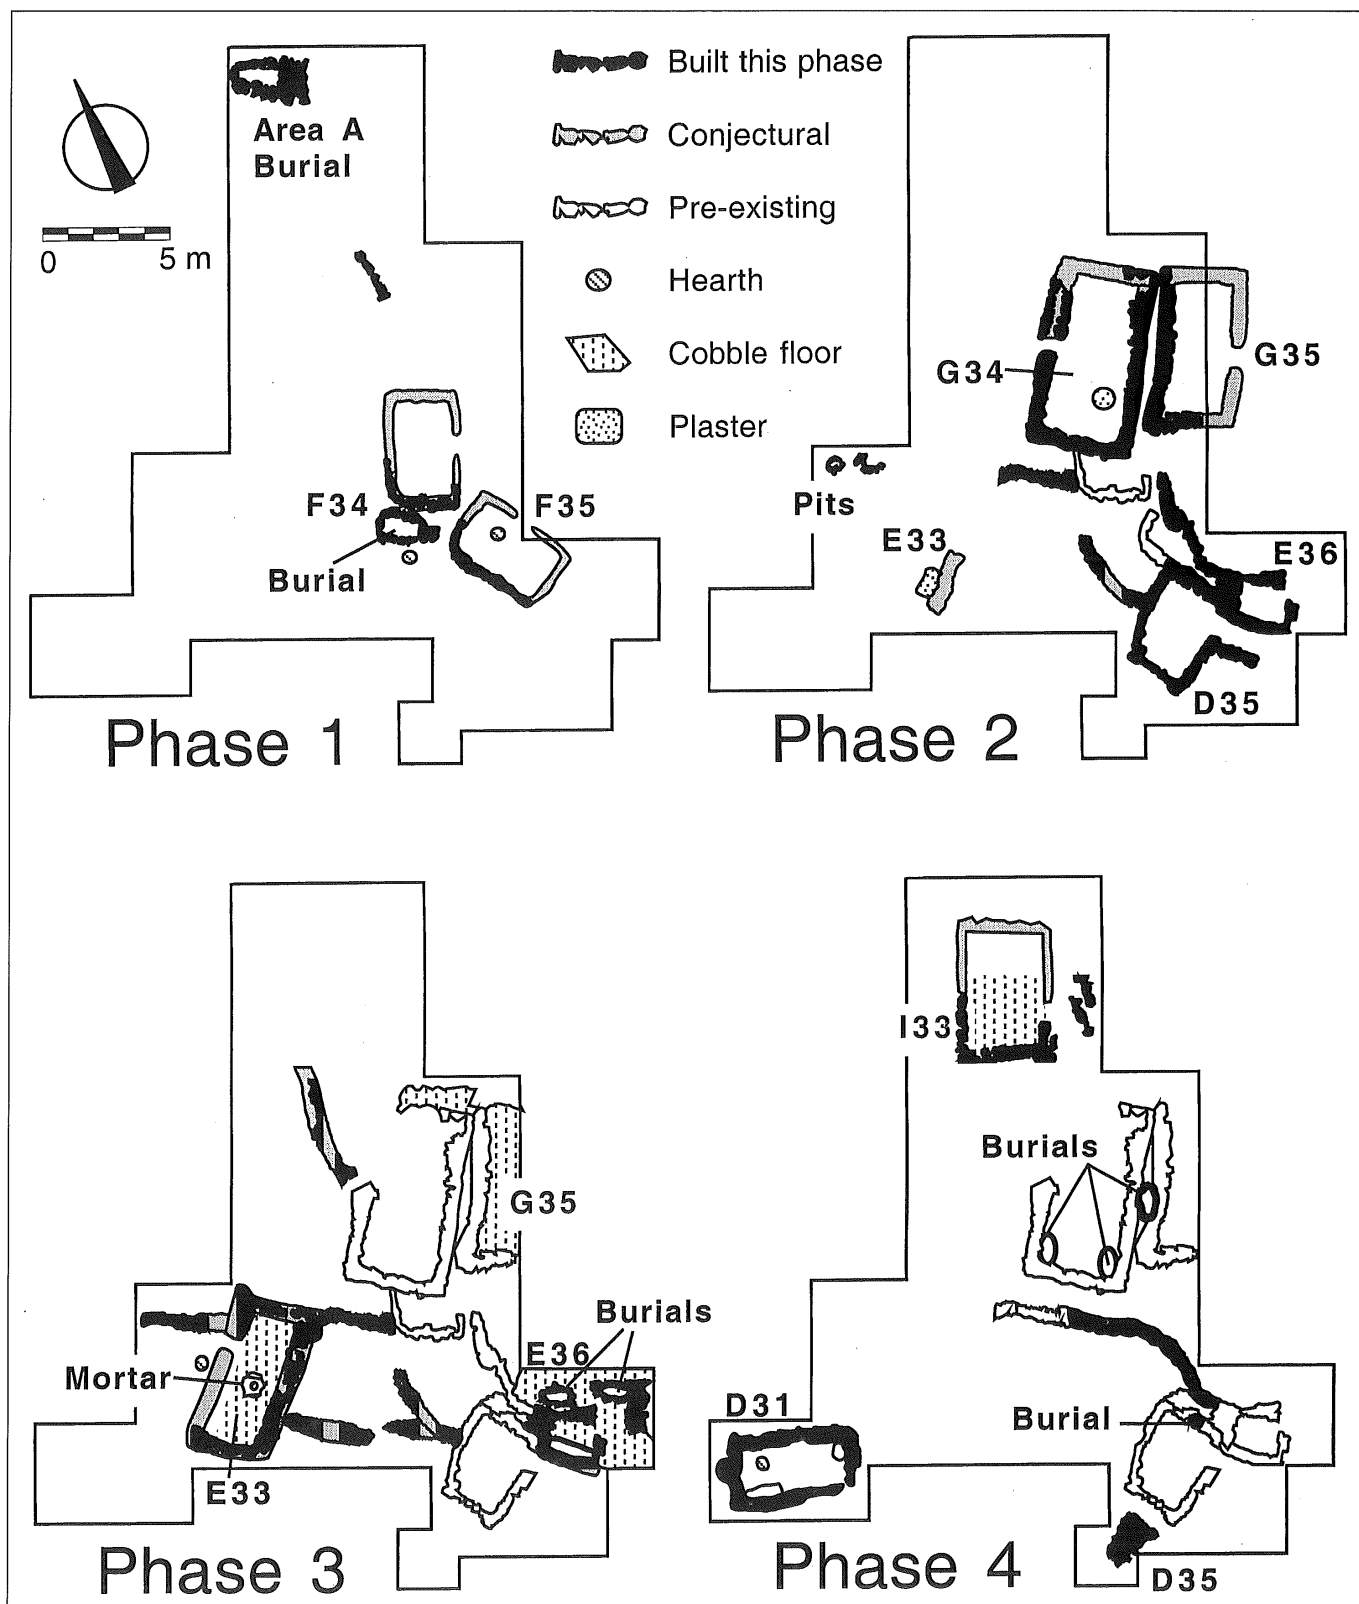 Area A
Burial
0 5 m
Built this phase
Conjectural
Pre-existing
Hearth
Cobble floor
Plaster
F34
F35
Burial
Phase 1
G34
G35
Pits
E33
E36
D35
Phase 2
G35
Burials
E36
Mortar
E33
Phase 3
I33
Burials
D31
Burial
D35
Phase 4